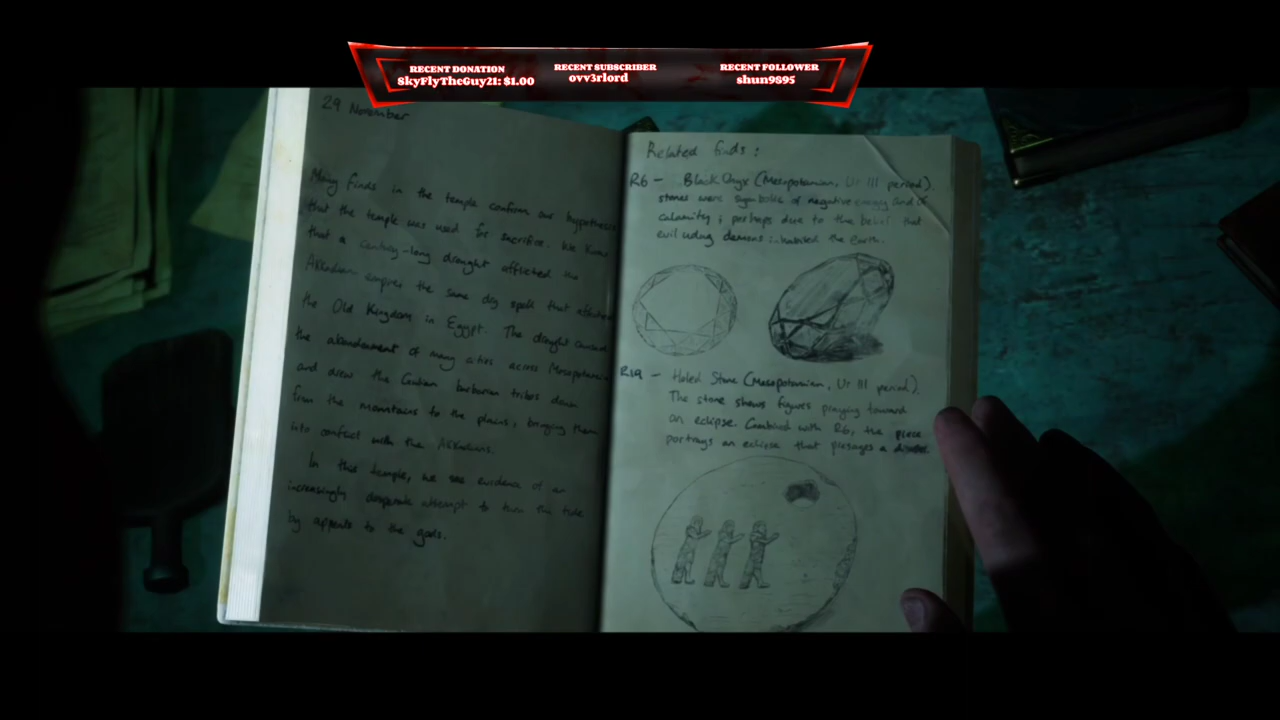 RECENT DONATION
SkyFlyTheGuy21: $1.00
RECENT SUBSCRIBER
ovv3rlord
RECENT FOLLOWER
shun9895
29 November
Many finds in the temple confirm our hypotheses
that the temple was used for sacrifice. We know
that a century-long drought afflicted the
Akkadian empire, the same dry spell that afflicted
the Old Kingdom in Egypt. The drought caused
the abandonment of many cities across Mesopotamia
and drew the Gutian barbarian tribes down
from the mountains to the plains, bringing them
into conflict with the Akkadians.
In this temple, we see evidence of an
increasingly desperate attempt to turn the tide
by appeals to the gods.
Related finds:
R6 - Black Onyx (Mesopotamian, Ur III period).
stones were symbolic of negative energy and of
calamity; perhaps due to the belief that
evil udug demons inhabited the Earth.
R19 - Holed Stone (Mesopotamian, Ur III period).
The stone shows figures praying toward
an eclipse. Combined with R6, the piece
portrays an eclipse that presages a